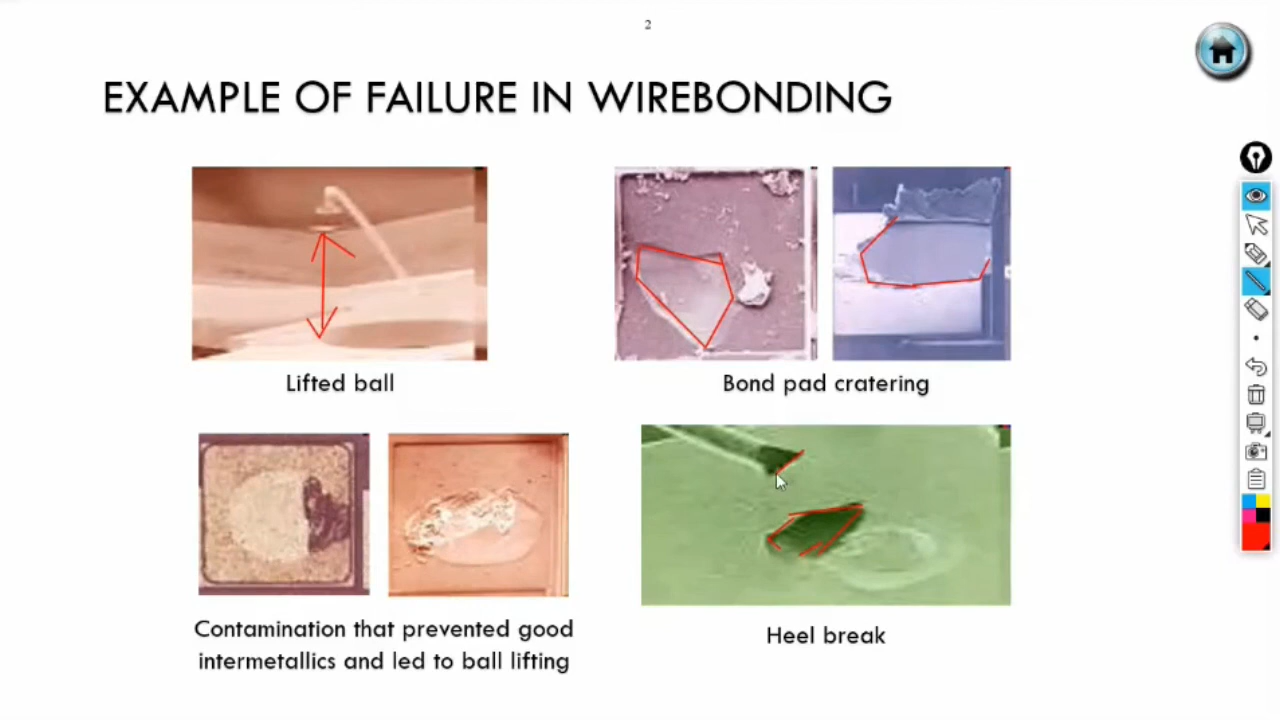 2
EXAMPLE OF FAILURE IN WIREBONDING
Lifted ball
Bond pad cratering
Contamination that prevented good
intermetallics and led to ball lifting
Heel break